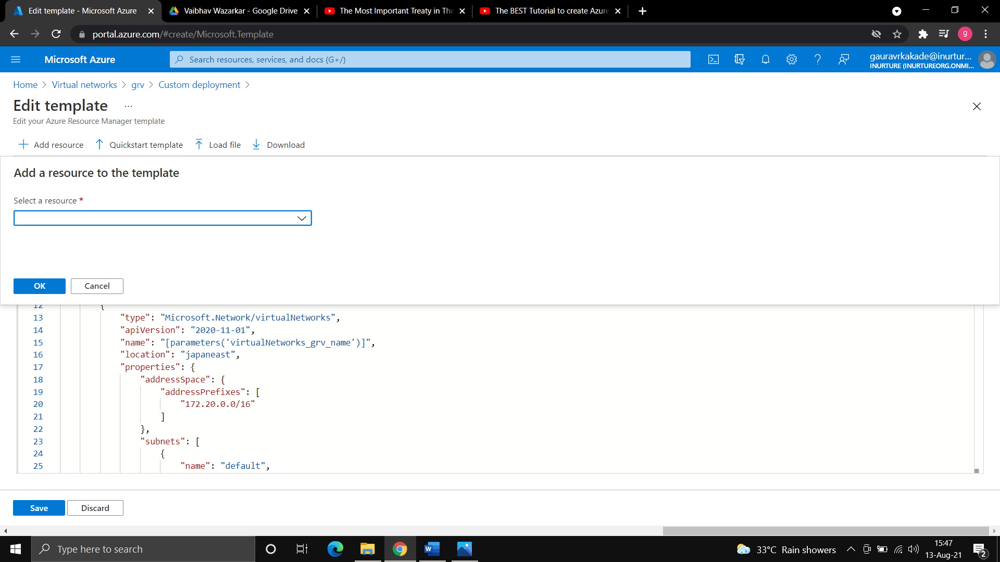 Edit template - Microsoft Azure
Vaibhav Wazarkar - Google Drive
The Most Important Treaty in The
The BEST Tutorial to create Azure
portal.azure.com/#create/Microsoft.Template
g
Microsoft Azure
Search resources, services, and docs (G+/)
gauravrkakade@inurtur...
INURTURE (INURTUREORG.ONMI...
Home > Virtual networks > grv > Custom deployment >
Edit template ...
Edit your Azure Resource Manager template
Add resource
Quickstart template
Load file
Download
Add a resource to the template
Select a resource *
OK
Cancel
12 {
13 "type": "Microsoft.Network/virtualNetworks",
14 "apiVersion": "2020-11-01",
15 "name": "[parameters('virtualNetworks_grv_name')]",
16 "location": "japaneast",
17 "properties": {
18 "addressSpace": {
19 "addressPrefixes": [
20 "172.20.0.0/16"
21 ]
22 },
23 "subnets": [
24 {
25 "name": "default",
Save
Discard
Type here to search
33°C Rain showers
15:47
13-Aug-21
2